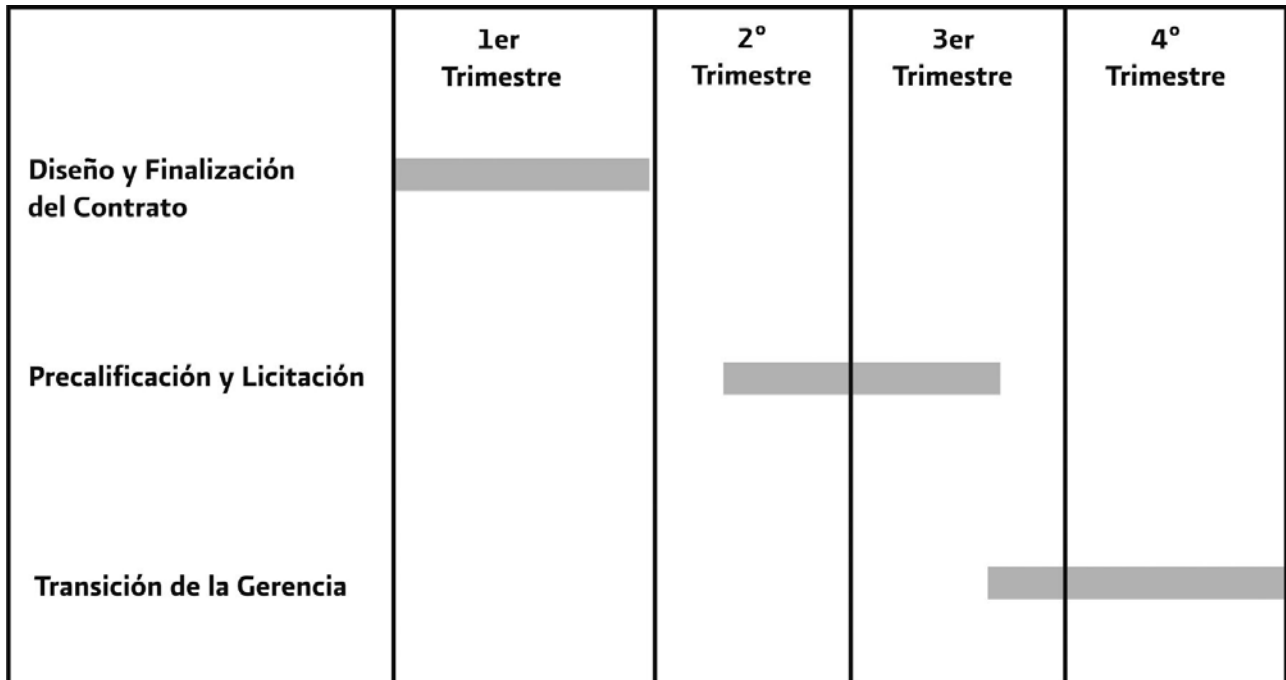 1er
Trimestre
2°
Trimestre
3er
Trimestre
4°
Trimestre
Diseño y Finalización
del Contrato
Precalificación y Licitación
Transición de la Gerencia